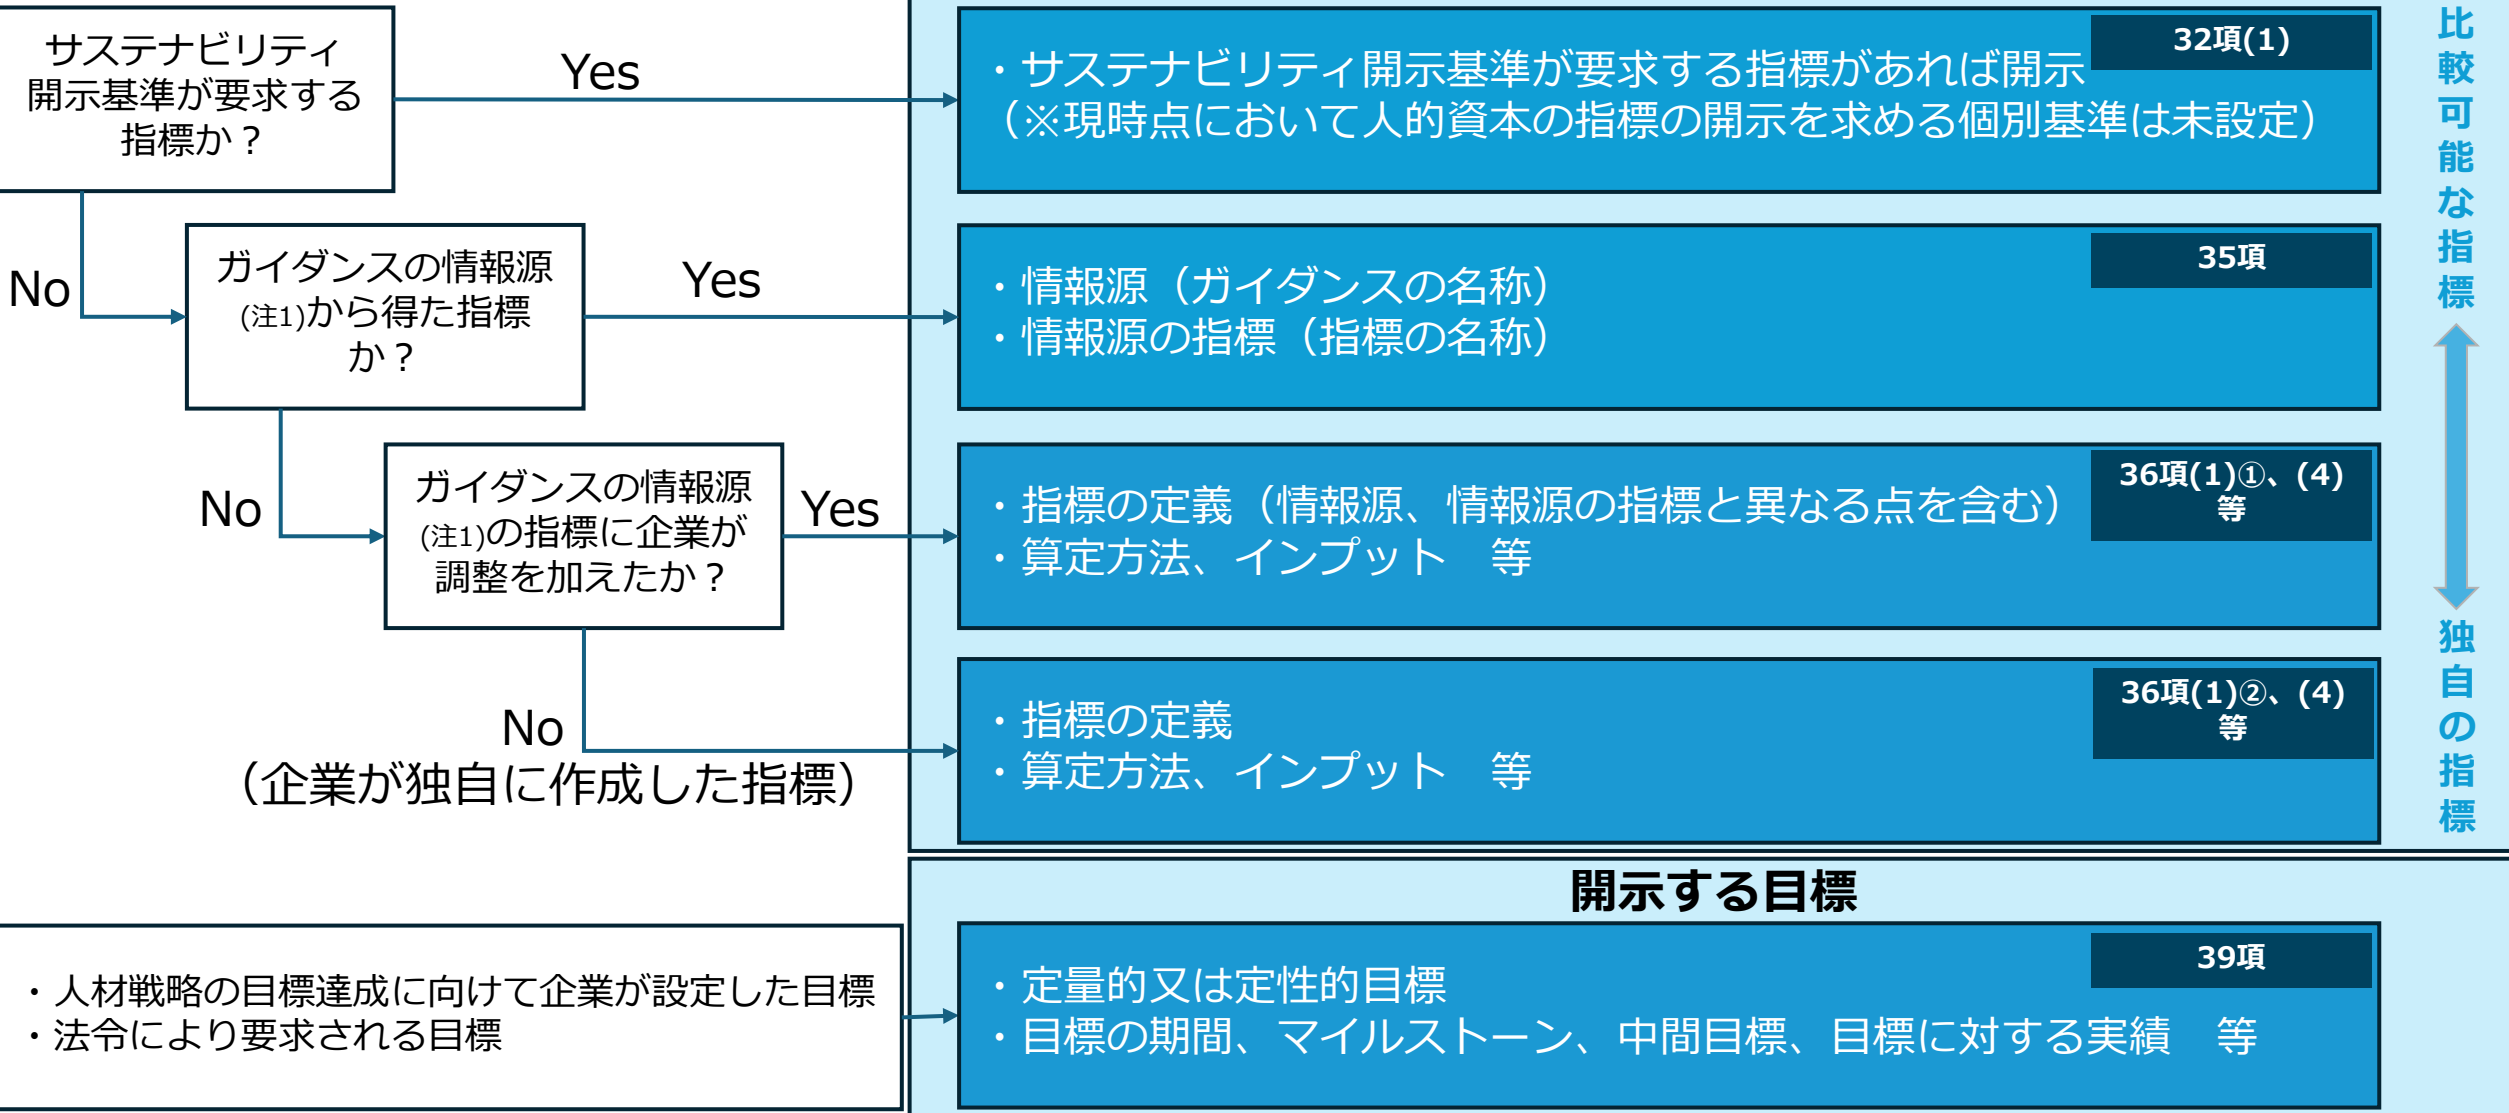 サステナビリティ
開示基準が要求する
指標か？
Yes
32項(1)
・サステナビリティ開示基準が要求する指標があれば開示
（※現時点において人的資本の指標の開示を求める個別基準は未設定）
比較可能な指標
No
ガイダンスの情報源
(注1)から得た指標
か？
Yes
35項
・情報源（ガイダンスの名称）
・情報源の指標（指標の名称）
No
ガイダンスの情報源
(注1)の指標に企業が
調整を加えたか？
Yes
36項(1)①、(4)
等
・指標の定義（情報源、情報源の指標と異なる点を含む）
・算定方法、インプット　等
独自の指標
No
（企業が独自に作成した指標）
36項(1)②、(4)
等
・指標の定義
・算定方法、インプット　等
開示する目標
・人材戦略の目標達成に向けて企業が設定した目標
・法令により要求される目標
39項
・定量的又は定性的目標
・目標の期間、マイルストーン、中間目標、目標に対する実績　等